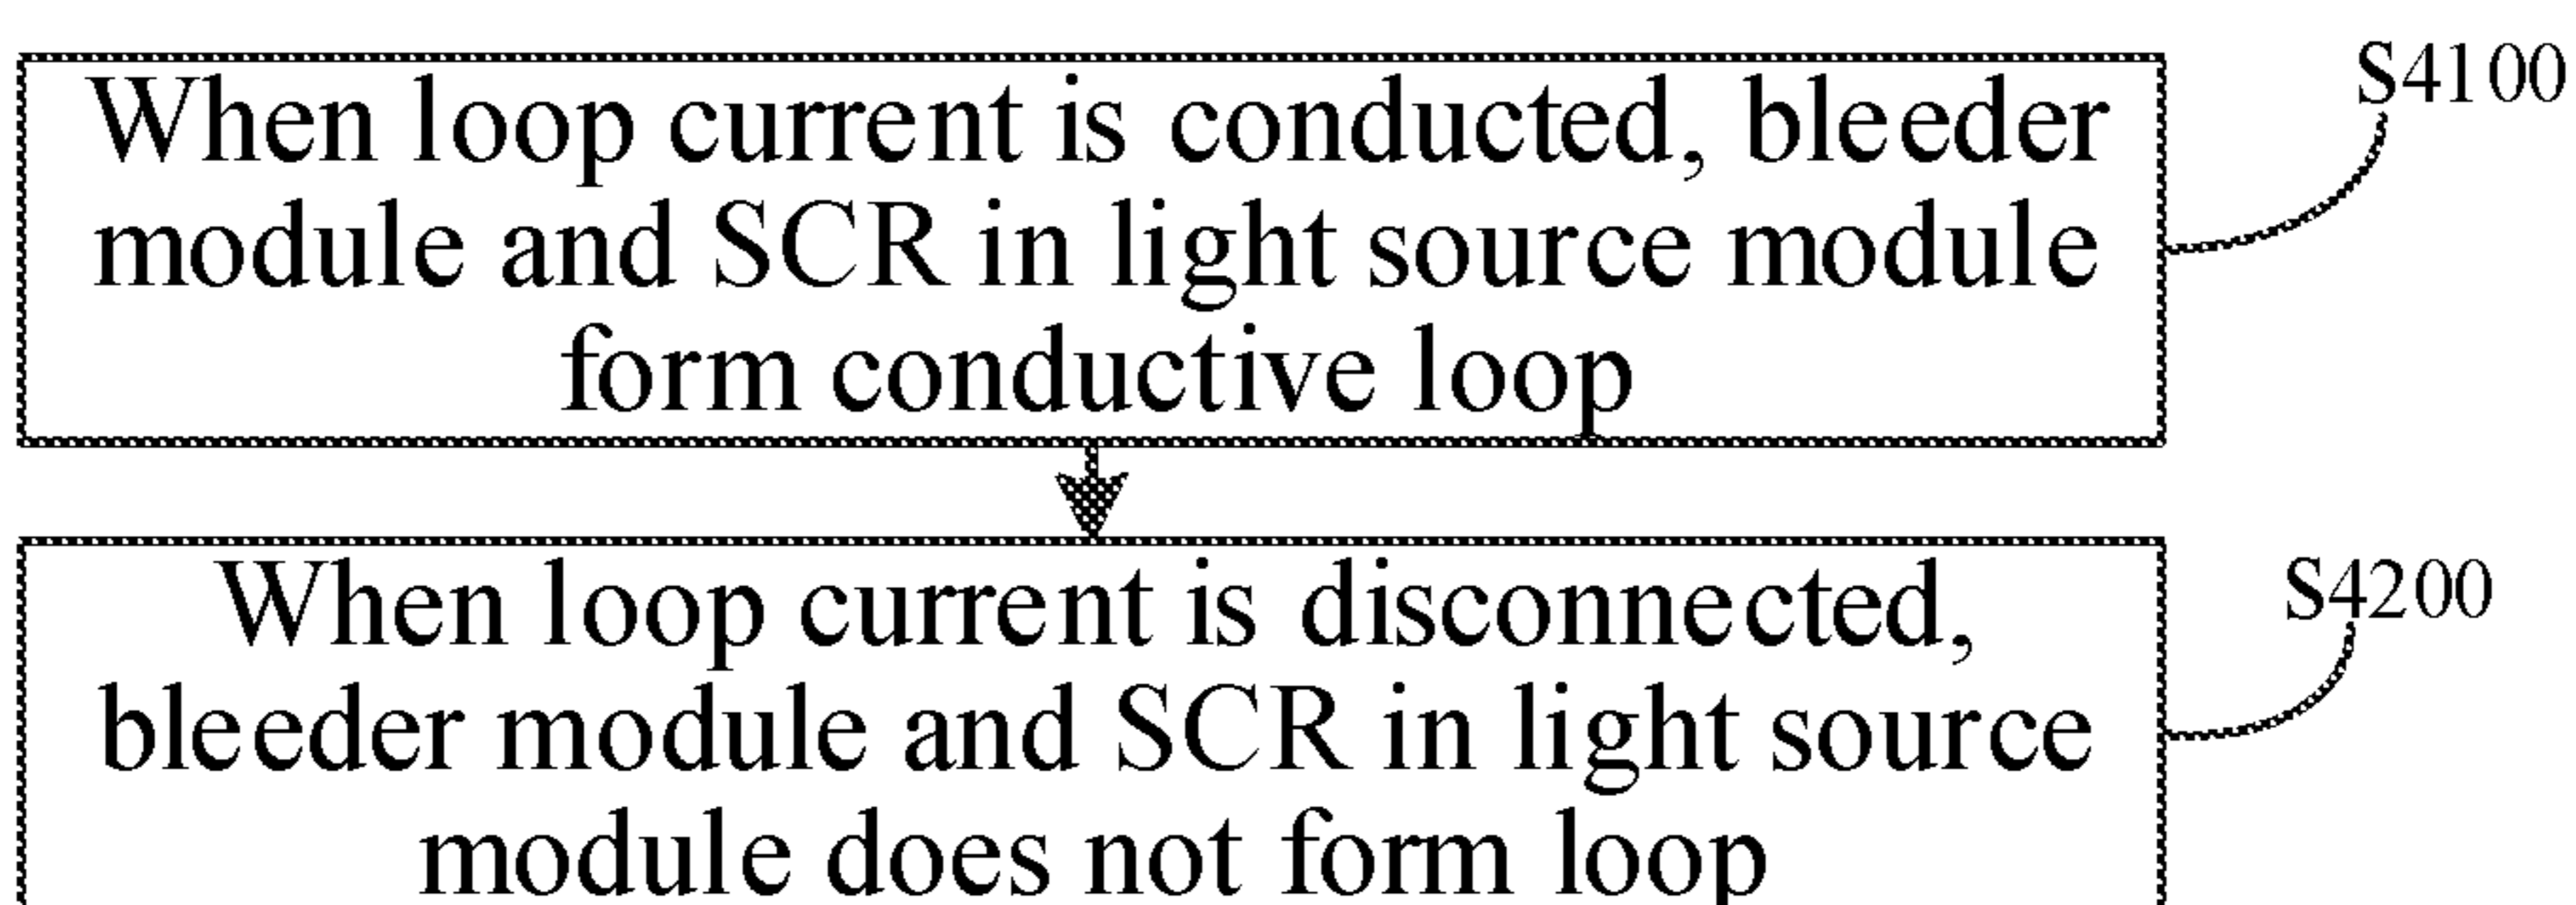 S4100
When loop current is conducted, bleeder
module and SCR in light source module
form conductive loop
S4200
When loop current is disconnected,
bleeder module and SCR in light source
module does not form loop